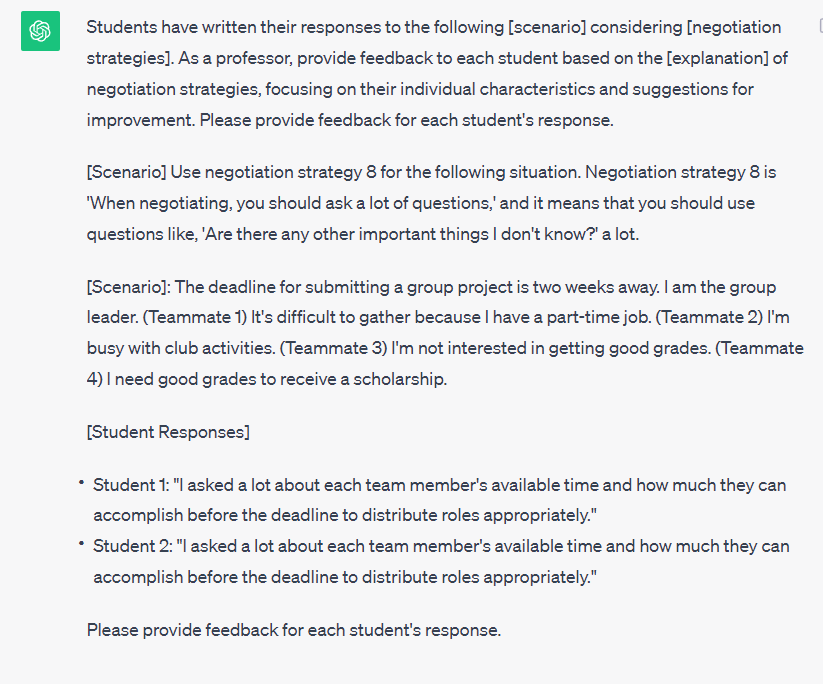 Students have written their responses to the following [scenario] considering [negotiation
strategies]. As a professor, provide feedback to each student based on the [explanation] of
negotiation strategies, focusing on their individual characteristics and suggestions for
improvement. Please provide feedback for each student's response.
[Scenario] Use negotiation strategy 8 for the following situation. Negotiation strategy 8 is
'When negotiating, you should ask a lot of questions,' and it means that you should use
questions like, 'Are there any other important things I don't know?' a lot.
[Scenario]: The deadline for submitting a group project is two weeks away. I am the group
leader. (Teammate 1) It's difficult to gather because I have a part-time job. (Teammate 2) I'm
busy with club activities. (Teammate 3) I'm not interested in getting good grades. (Teammate
4) I need good grades to receive a scholarship.
[Student Responses]
• Student 1: "I asked a lot about each team member's available time and how much they can
accomplish before the deadline to distribute roles appropriately."
• Student 2: "I asked a lot about each team member's available time and how much they can
accomplish before the deadline to distribute roles appropriately."
Please provide feedback for each student's response.